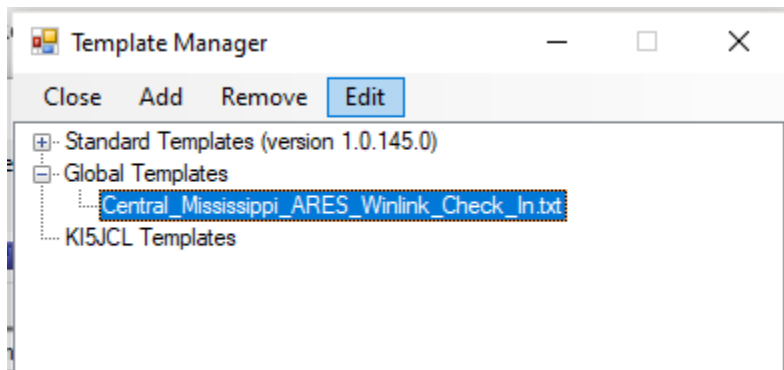 Template Manager
Close Add Remove Edit
Standard Templates (version 1.0.145.0)
Global Templates
Central_Mississippi_ARES_Winlink_Check_In.txt
KI5JCL Templates